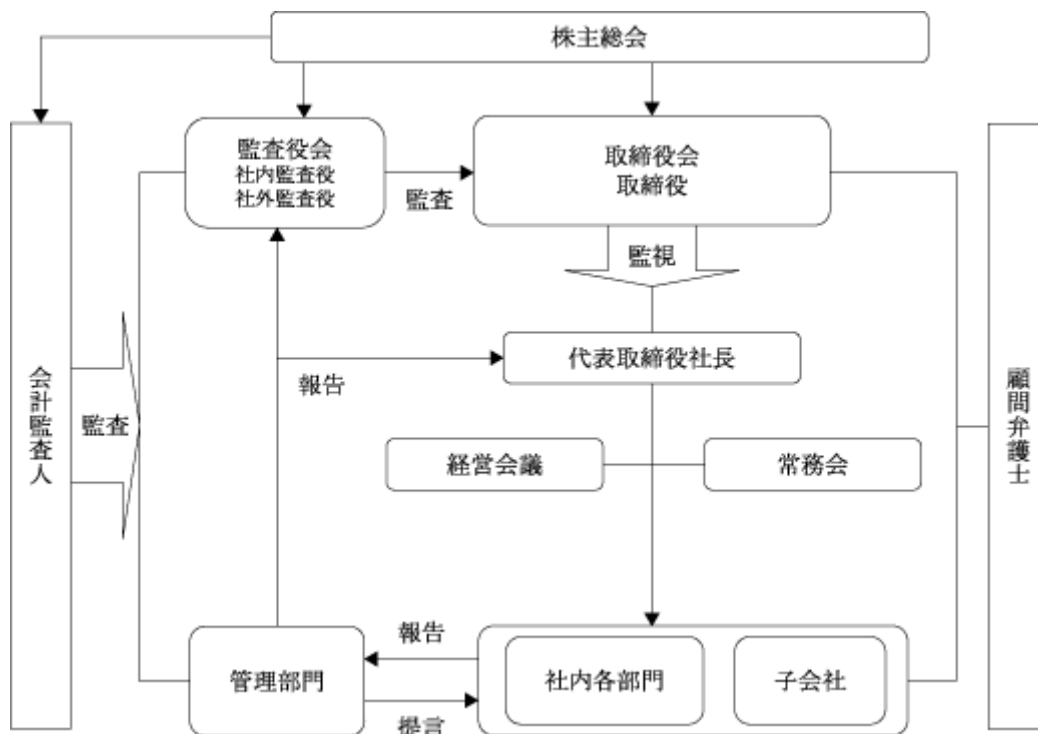 株主総会
監査役会
社内監査役
社外監査役
監査
取締役会
取締役
監視
代表取締役社長
報告
会計監査人
監査
経営会議
常務会
顧問弁護士
報告
管理部門
社内各部門
子会社
提言